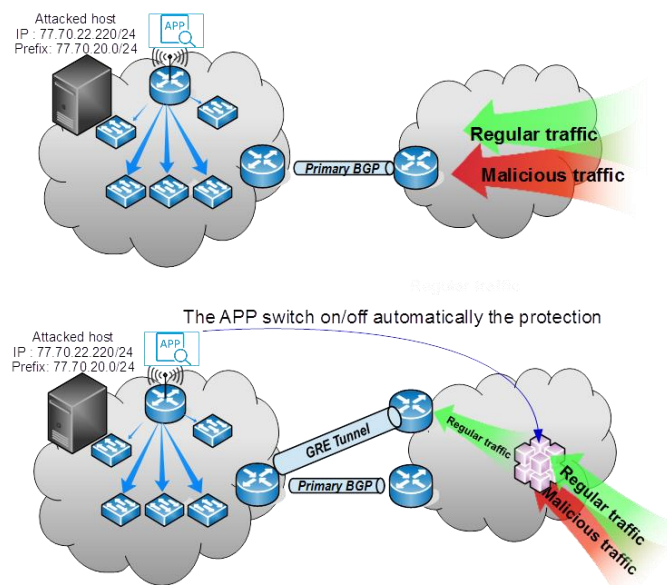 Attacked host
IP : 77.70.22.220/24
Prefix: 77.70.20.0/24
APP
Primary BGP
Regular traffic
Malicious traffic
Regular traffic
The APP switch on/off automatically the protection
Attacked host
IP : 77.70.22.220/24
Prefix: 77.70.20.0/24
APP
GRE Tunnel
Primary BGP
Regular traffic
Regular traffic
Malicious traffic